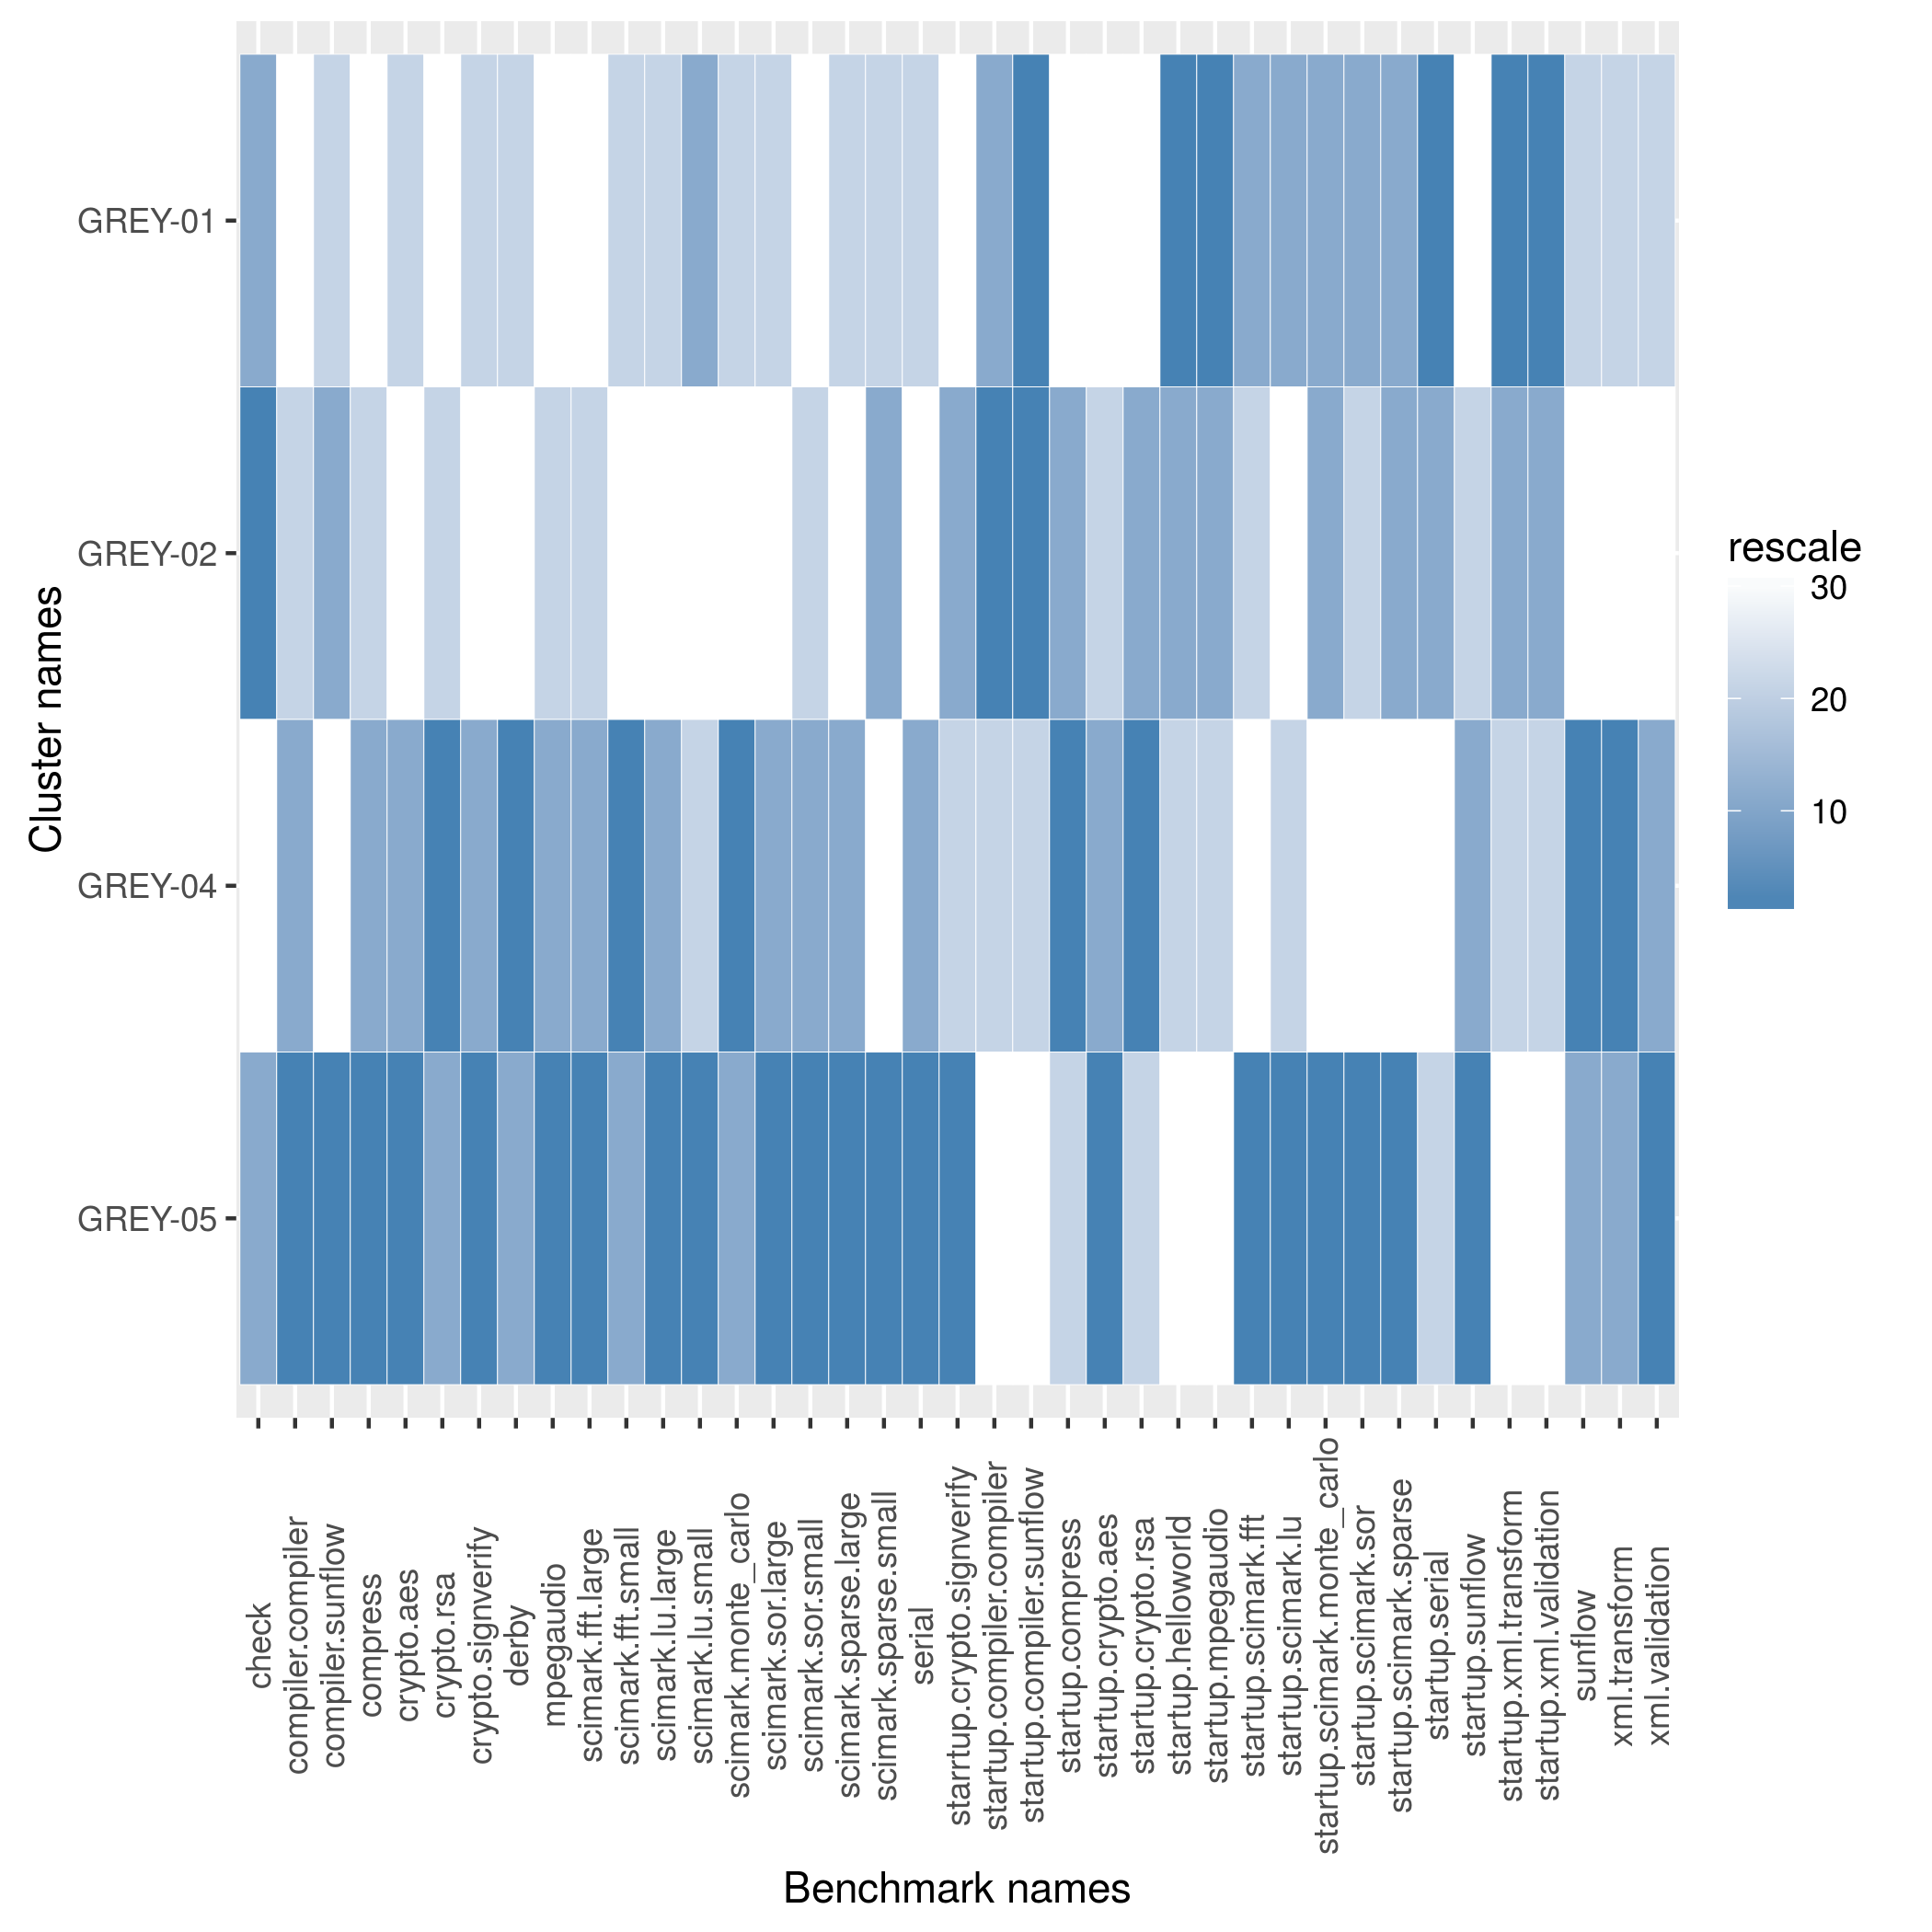 GREY-01
GREY-02
GREY-04
GREY-05
Cluster names
rescale
30
20
10
check
compiler.compiler
compiler.sunflow
compress
crypto.aes
crypto.rsa
crypto.signverify
derby
mpegaudio
scimark.fft.large
scimark.fft.small
scimark.lu.large
scimark.lu.small
scimark.monte_carlo
scimark.sor.large
scimark.sor.small
scimark.sparse.large
scimark.sparse.small
serial
starrtup.crypto.signverify
startup.compiler.compiler
startup.compiler.sunflow
startup.compress
startup.crypto.aes
startup.crypto.rsa
startup.helloworld
startup.mpegaudio
startup.scimark.fft
startup.scimark.lu
startup.scimark.monte_carlo
startup.scimark.sor
startup.scimark.sparse
startup.serial
startup.sunflow
startup.xml.transform
startup.xml.validation
sunflow
xml.transform
xml.validation
Benchmark names